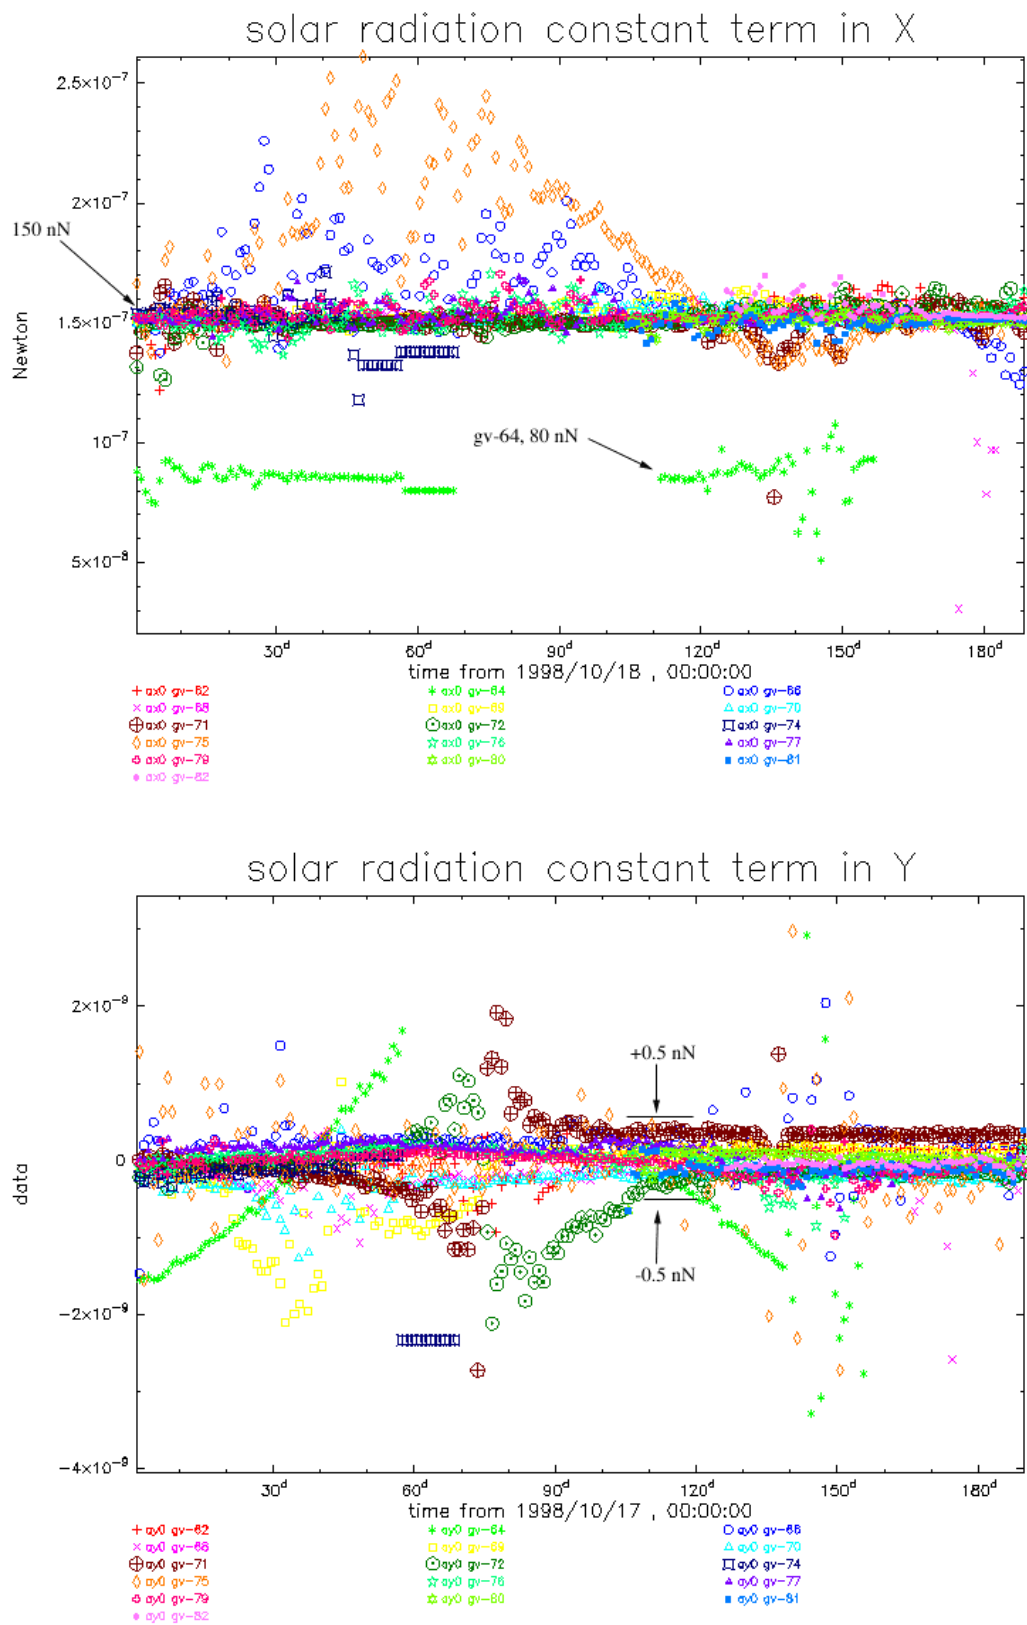 solar radiation constant term in X
2.5×10⁻⁷
2×10⁻⁷
150 nN
1.5×10⁻⁷
Newton
gv-64, 80 nN
10⁻⁷
5×10⁻⁸
30ᵈ 60ᵈ 90ᵈ 120ᵈ 150ᵈ 180ᵈ
time from 1998/10/18 , 00:00:00
ax0 gv-62 ax0 gv-64 ax0 gv-66
ax0 gv-68 ax0 gv-69 ax0 gv-70
ax0 gv-71 ax0 gv-72 ax0 gv-74
ax0 gv-75 ax0 gv-76 ax0 gv-77
ax0 gv-79 ax0 gv-80 ax0 gv-81
ax0 gv-82
solar radiation constant term in Y
2×10⁻⁹
+0.5 nN
0
data
-0.5 nN
−2×10⁻⁹
−4×10⁻⁹
30ᵈ 60ᵈ 90ᵈ 120ᵈ 150ᵈ 180ᵈ
time from 1998/10/17 , 00:00:00
ay0 gv-62 ay0 gv-64 ay0 gv-66
ay0 gv-68 ay0 gv-69 ay0 gv-70
ay0 gv-71 ay0 gv-72 ay0 gv-74
ay0 gv-75 ay0 gv-76 ay0 gv-77
ay0 gv-79 ay0 gv-80 ay0 gv-81
ay0 gv-82